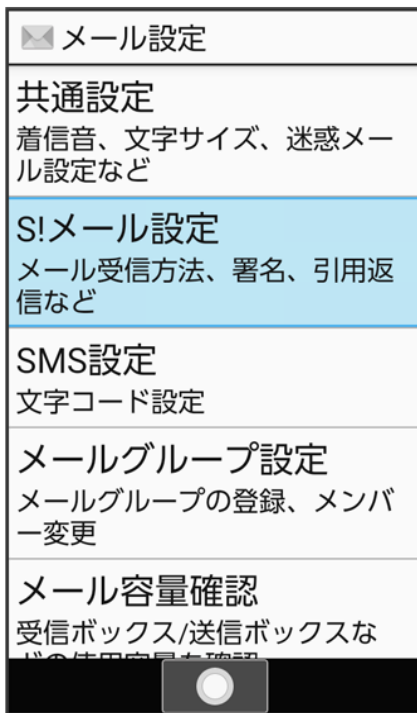 メール設定
共通設定
着信音、文字サイズ、迷惑メー
ル設定など
S!メール設定
メール受信方法、署名、引用返
信など
SMS設定
文字コード設定
メールグループ設定
メールグループの登録、メンバ
ー変更
メール容量確認
受信ボックス/送信ボックスな